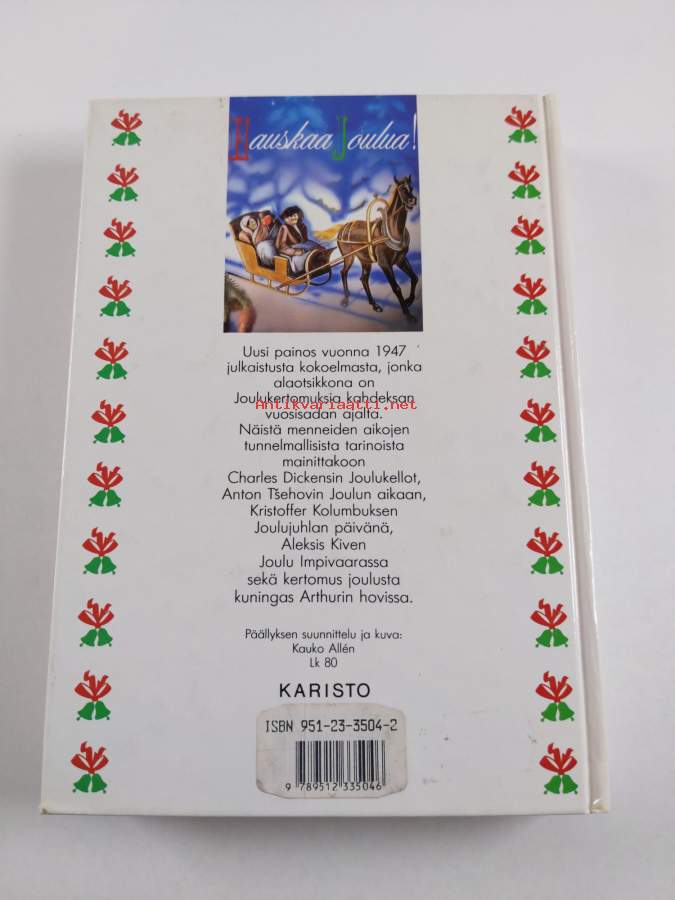 Hauskaa Joulua!
Uusi painos vuonna 1947
julkaistusta kokoelmasta, jonka
alaotsikkona on
Joulukertomuksia kahdeksan
Antikvariaatti.net
vuosisadan ajalta.
Näistä menneiden aikojen
tunnelmallisista tarinoista
mainittakoon
Charles Dickensin Joulukellot,
Anton Tšehovin Joulun aikaan,
Kristoffer Kolumbuksen
Joulujuhlan päivänä,
Aleksis Kiven
Joulu Impivaarassa
sekä kertomus joulusta
kuningas Arthurin hovissa.
Päällyksen suunnittelu ja kuva:
Kauko Allén
Lk 80
KARISTO
ISBN 951-23-3504-2
9 789512 335046